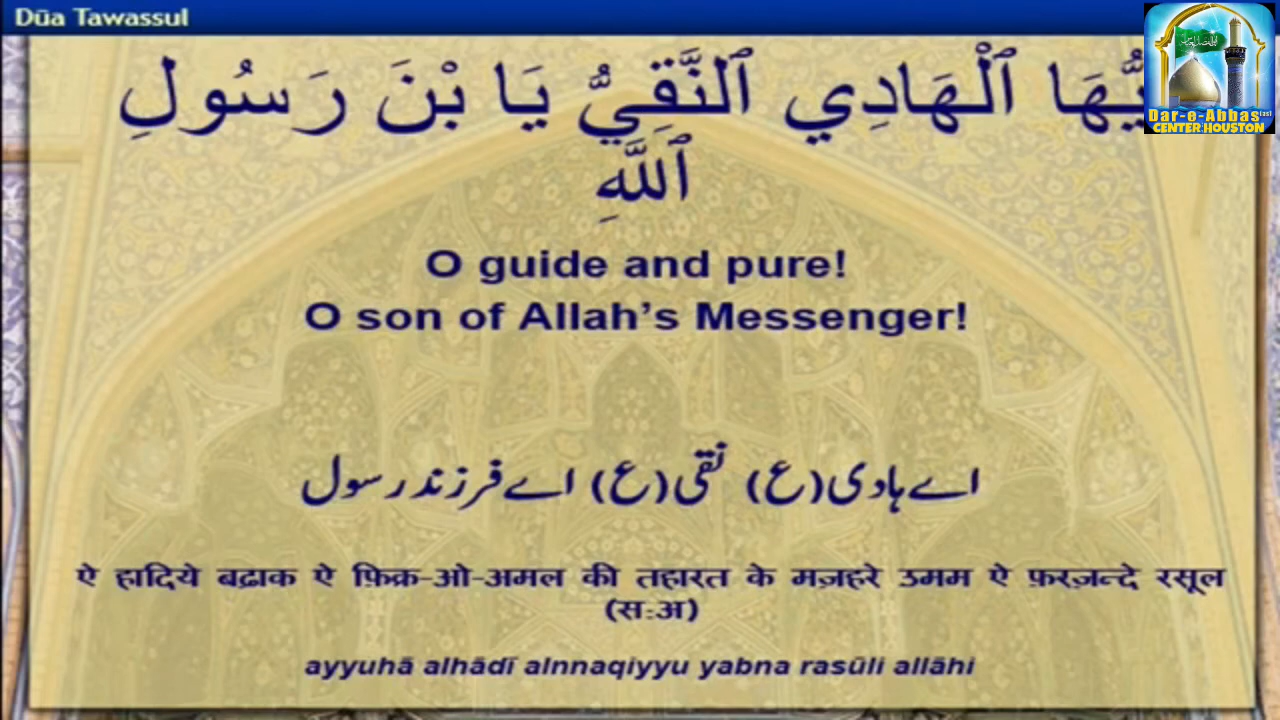 Dūa Tawassul
يُّهَا ٱلْهَادِي ٱلنَّقِيُّ يَا بْنَ رَسُولِ
ٱللَّهِ
O guide and pure!
O son of Allah’s Messenger!
اے ہادی(ع) نقی(ع) اے فرزند رسول
ऐ हादिये बढ़ाक ऐ फ़िक्र-ओ-अमल की तहारत के मज़हरे उमम ऐ फ़रज़न्दे रसूल
(स:अ)
ayyuhā alhādī alnnaqiyyu yabna rasūli allāhi
Dar-e-Abbas(as)
CENTER HOUSTON